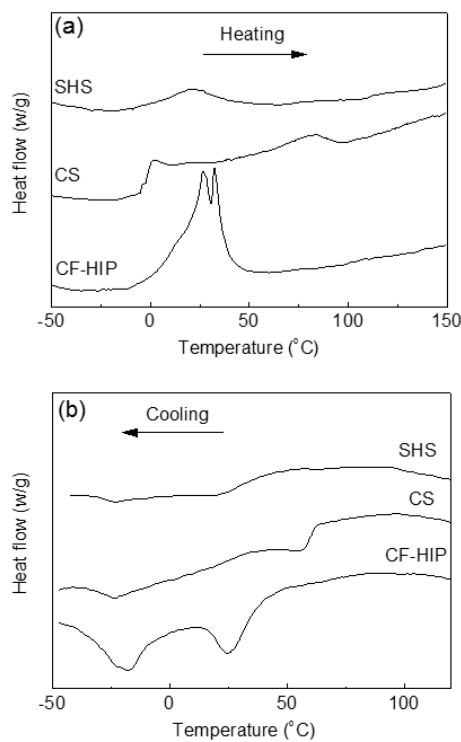 (a)
Heating
SHS
CS
CF-HIP
Heat flow (w/g)
-50 0 50 100 150
Temperature (°C)
(b)
Cooling
SHS
CS
CF-HIP
Heat flow (w/g)
-50 0 50 100
Temperature (°C)